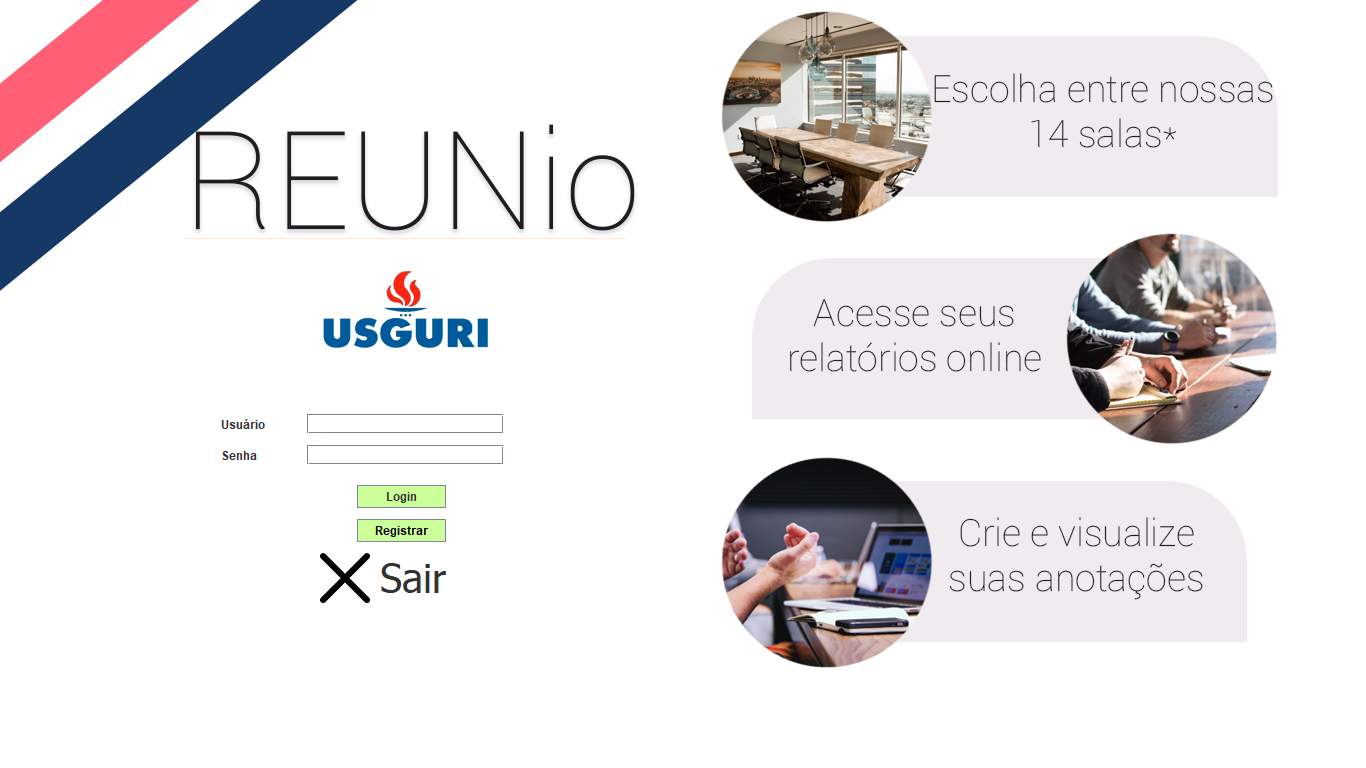 REUNio
USGURI
Usuário
Senha
Login
Registrar
Sair
Escolha entre nossas
14 salas*
Acesse seus
relatórios online
Crie e visualize
suas anotações